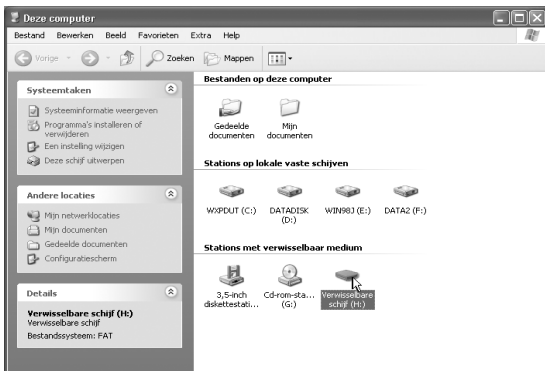 Deze computer
Bestand Bewerken Beeld Favorieten Extra Help
Vorige Zoeken Mappen
Systeemtaken
Systeeminformatie weergeven
Programma's installeren of
verwijderen
Een instelling wijzigen
Deze schijf uitwerpen
Andere locaties
Mijn netwerklocaties
Mijn documenten
Gedeelde documenten
Configuratiescherm
Details
Verwisselbare schijf (H:)
Verwisselbare schijf
Bestandssysteem: FAT
Bestanden op deze computer
Gedeelde
documenten
Mijn
documenten
Stations op lokale vaste schijven
WXPDUT (C:)
DATADISK
(D:)
WIN98J (E:)
DATA2 (F:)
Stations met verwisselbaar medium
3,5-inch
diskettestati...
Cd-rom-sta...
(G:)
Verwisselbare
schijf (H:)